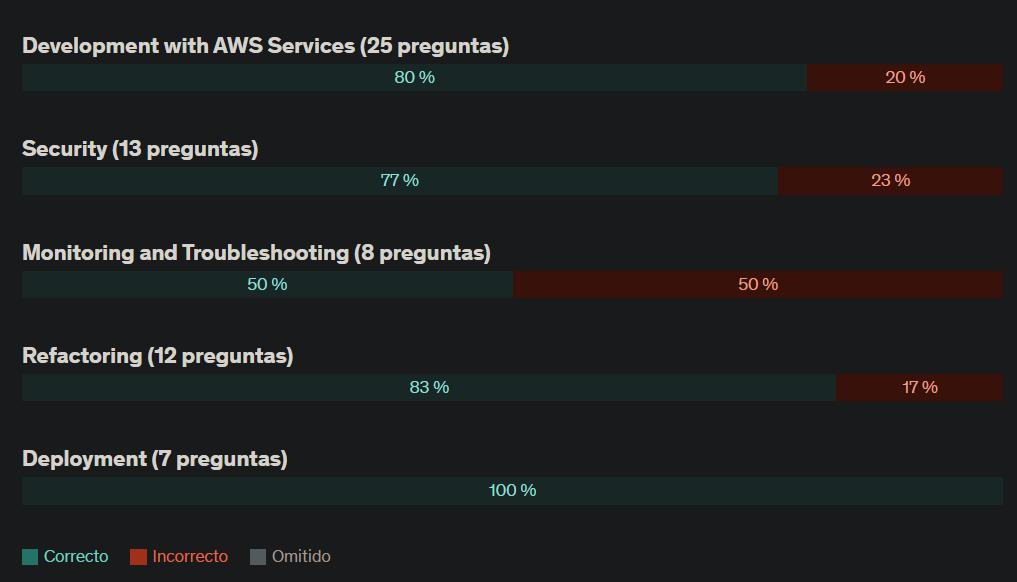 Development with AWS Services (25 preguntas)
80 % 20 %
Security (13 preguntas)
77 % 23 %
Monitoring and Troubleshooting (8 preguntas)
50 % 50 %
Refactoring (12 preguntas)
83 % 17 %
Deployment (7 preguntas)
100 %
Correcto Incorrecto Omitido